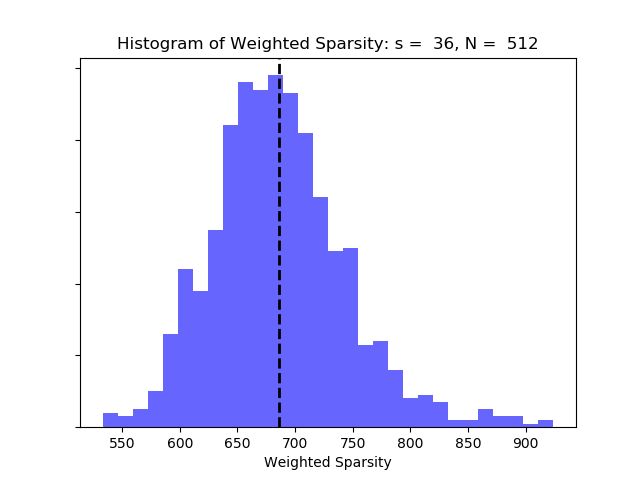 Histogram of Weighted Sparsity: s =  36, N =  512
550 600 650 700 750 800 850 900
Weighted Sparsity